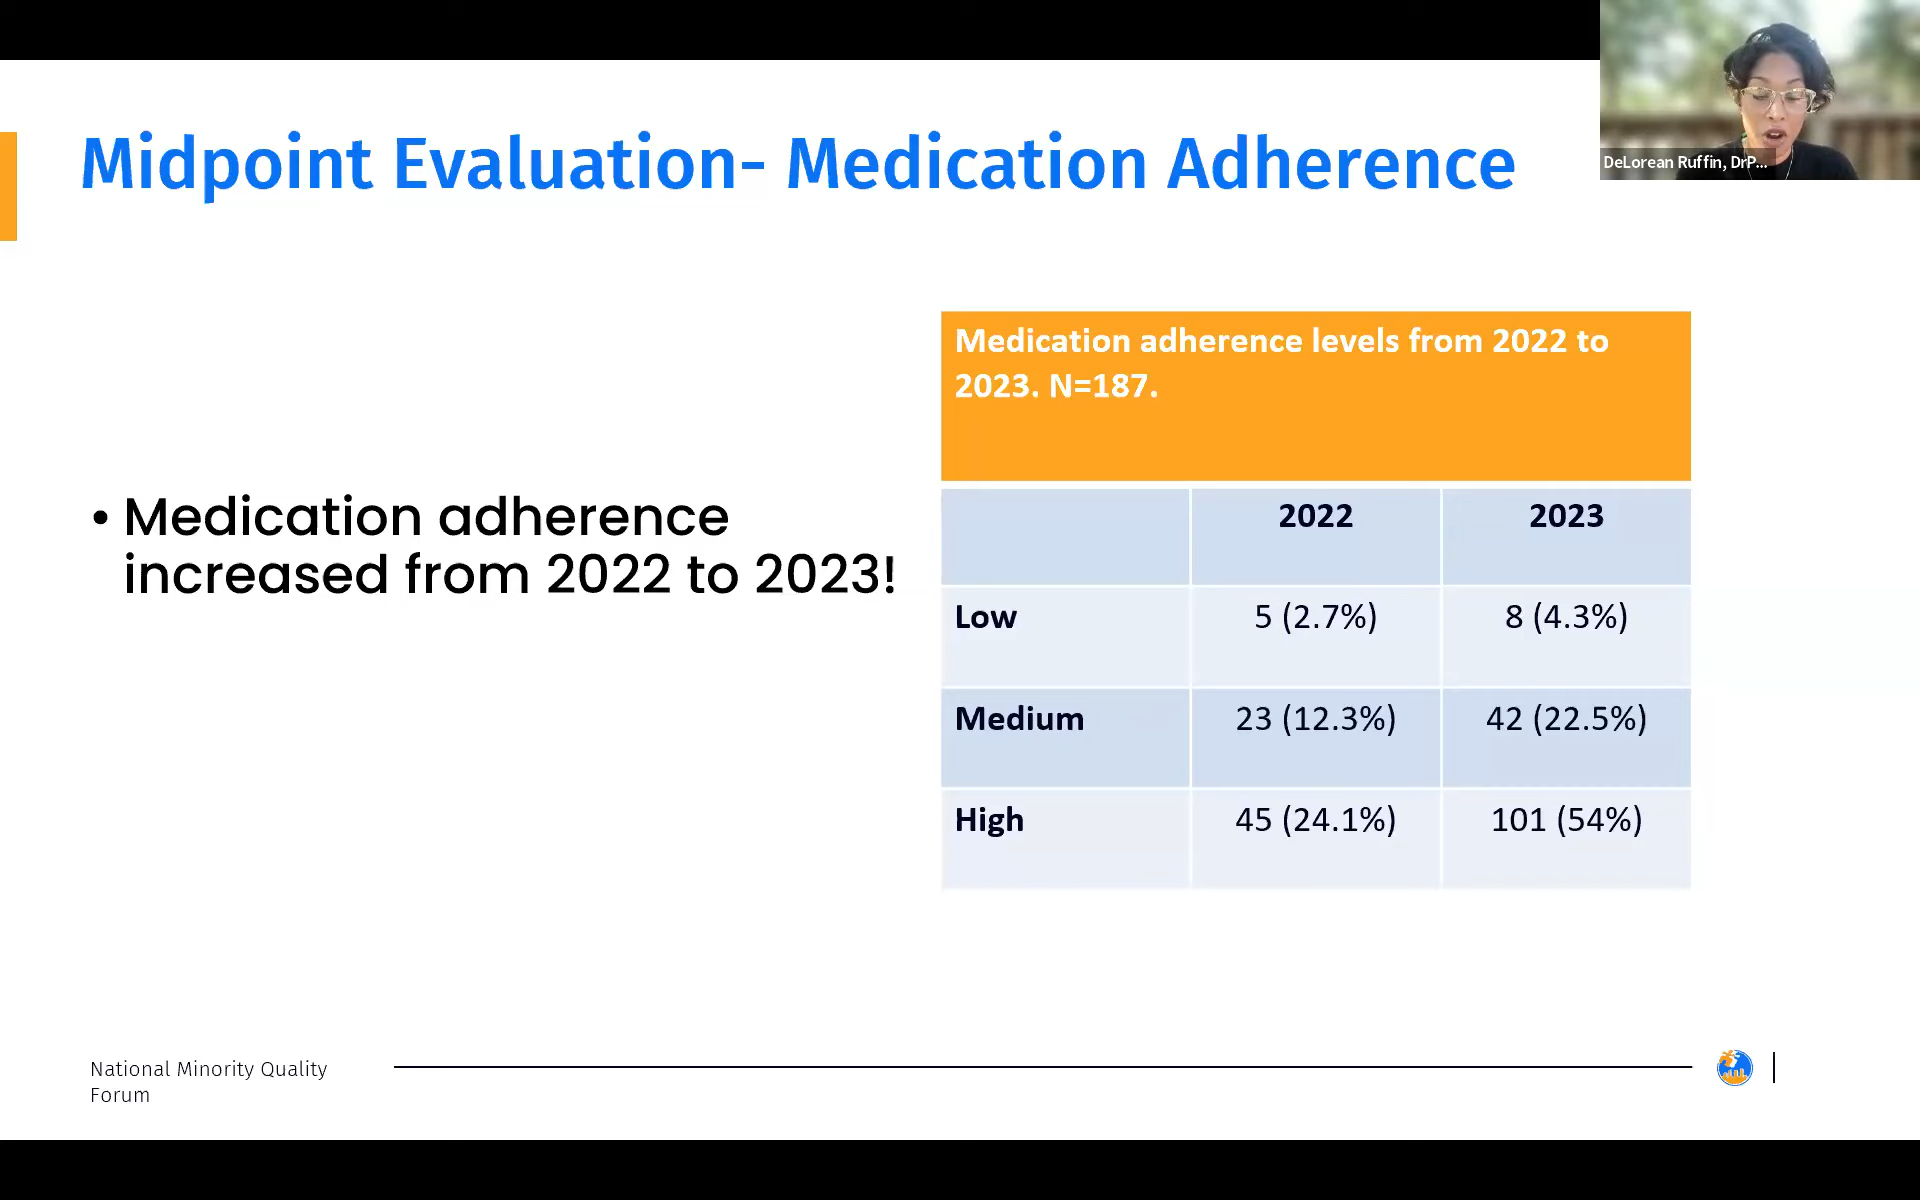 DeLorean Ruffin, DrP...
Midpoint Evaluation- Medication Adherence
• Medication adherence
increased from 2022 to 2023!
Medication adherence levels from 2022 to
2023. N=187.
2022 2023
Low 5 (2.7%) 8 (4.3%)
Medium 23 (12.3%) 42 (22.5%)
High 45 (24.1%) 101 (54%)
National Minority Quality
Forum